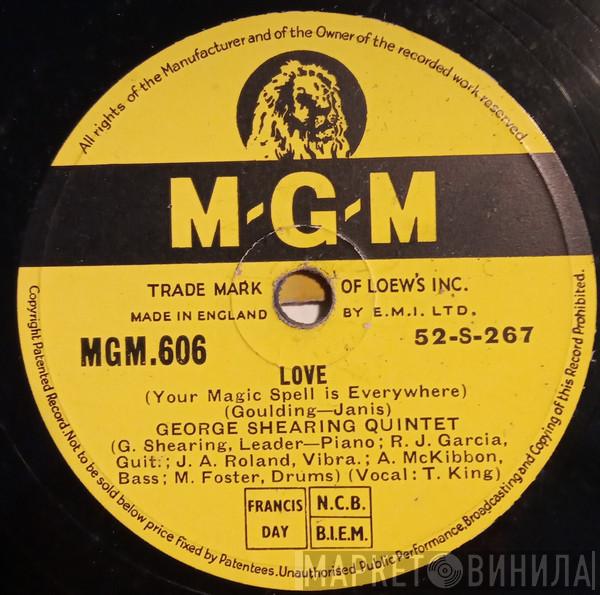 All rights of the Manufacturer and of the Owner of the recorded work reserved
M-G-M
TRADE MARK OF LOEW'S INC.
MADE IN ENGLAND BY E.M.I. LTD.
MGM.606 52-S-267
LOVE
(Your Magic Spell is Everywhere)
(Goulding—Janis)
GEORGE SHEARING QUINTET
(G. Shearing, Leader—Piano; R. J. Garcia,
Guit.; J. A. Roland, Vibra.; A. McKibbon,
Bass; M. Foster, Drums) (Vocal: T. King)
FRANCIS
DAY
N.C.B.
B.I.E.M.
Copyright Patented Record. Not to be sold below price fixed by Patentees. Unauthorised Public Performance, Broadcasting and Copying of this Record Prohibited.
МАРКЕТ ВИНИЛА